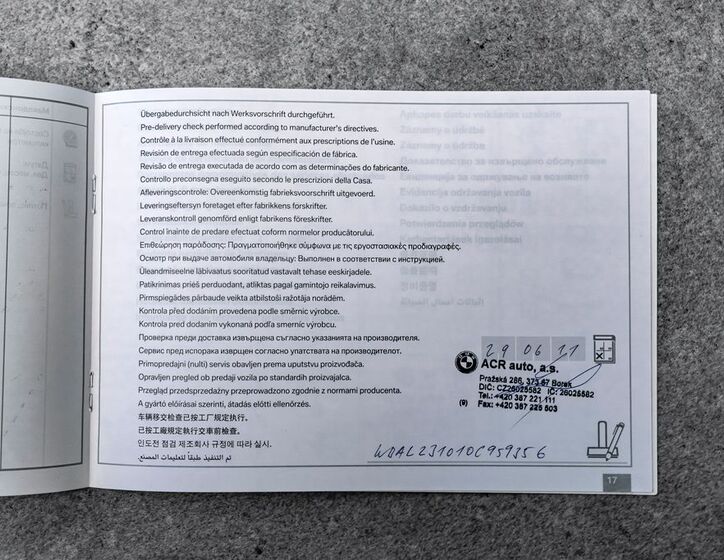 Übergabedurchsicht nach Werksvorschrift durchgeführt.
Pre-delivery check performed according to manufacturer's directives.
Contrôle à la livraison effectué conformément aux prescriptions de l'usine.
Revisión de entrega efectuada según especificación de fábrica.
Revisão de entrega executada de acordo com as determinações do fabricante.
Controllo preconsegna eseguito secondo le prescrizioni della Casa.
Afleveringscontrole: Overeenkomstig fabrieksvoorschrift uitgevoerd.
Leveringseftersyn foretaget efter fabrikkens forskrifter.
Leveranskontroll genomförd enligt fabrikens föreskrifter.
Control înainte de predare efectuat coform normelor producătorului.
Επιθεώρηση παράδοσης: Πραγματοποιήθηκε σύμφωνα με τις εργοστασιακές προδιαγραφές.
Осмотр при выдаче автомобиля владельцу: Выполнен в соответствии с инструкцией.
Üleandmiseelne läbivaatus sooritatud vastavalt tehase eeskirjadele.
Patikrinimas prieš perduodant, atliktas pagal gamintojo reikalavimus.
Pirmspiegādes pārbaude veikta atbilstoši ražotāja norādēm.
Kontrola před dodáním provedena podle směrnic výrobce.
Kontrola pred dodaním vykonaná podľa smerníc výrobcu.
Проверка преди доставка извършена съгласно указанията на производителя.
Сервис пред испорака извршен согласно упатствата на производителот.
Primopredajni (nulti) servis obavljen prema uputstvu proizvođača.
Opravljen pregled ob predaji vozila po standardih proizvajalca.
Przegląd przedsprzedażny przeprowadzono zgodnie z normami producenta.
A gyártó előírásai szerinti, átadás előtti ellenőrzés.
车辆移交检查已按工厂规定执行。
已按工廠規定執行交車前檢查。
인도전 점검 제조회사 규정에 따라 실시.
تم التنفيذ طبقاً لتعليمات المصنع.
29 06 11
ACR auto, a.s.
Pražská 286, 373 67 Borek
DIČ: CZ26025582 IČ: 26025582
Tel.: +420 387 221 111
(9) Fax: +420 387 225 503
17